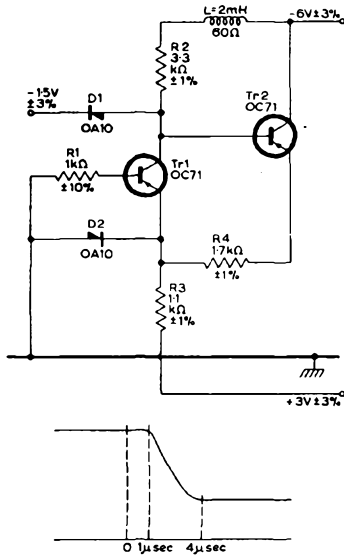 L=2mH
60Ω
-6V±3%
R2
3·3
kΩ
±1%
-1·5V
±3%
D1
OA10
Tr2
OC71
R1
1kΩ
±10%
Tr1
OC71
D2
OA10
R4
1·7kΩ
±1%
R3
1·1
kΩ
±1%
+3V±3%
0 1μsec 4μsec